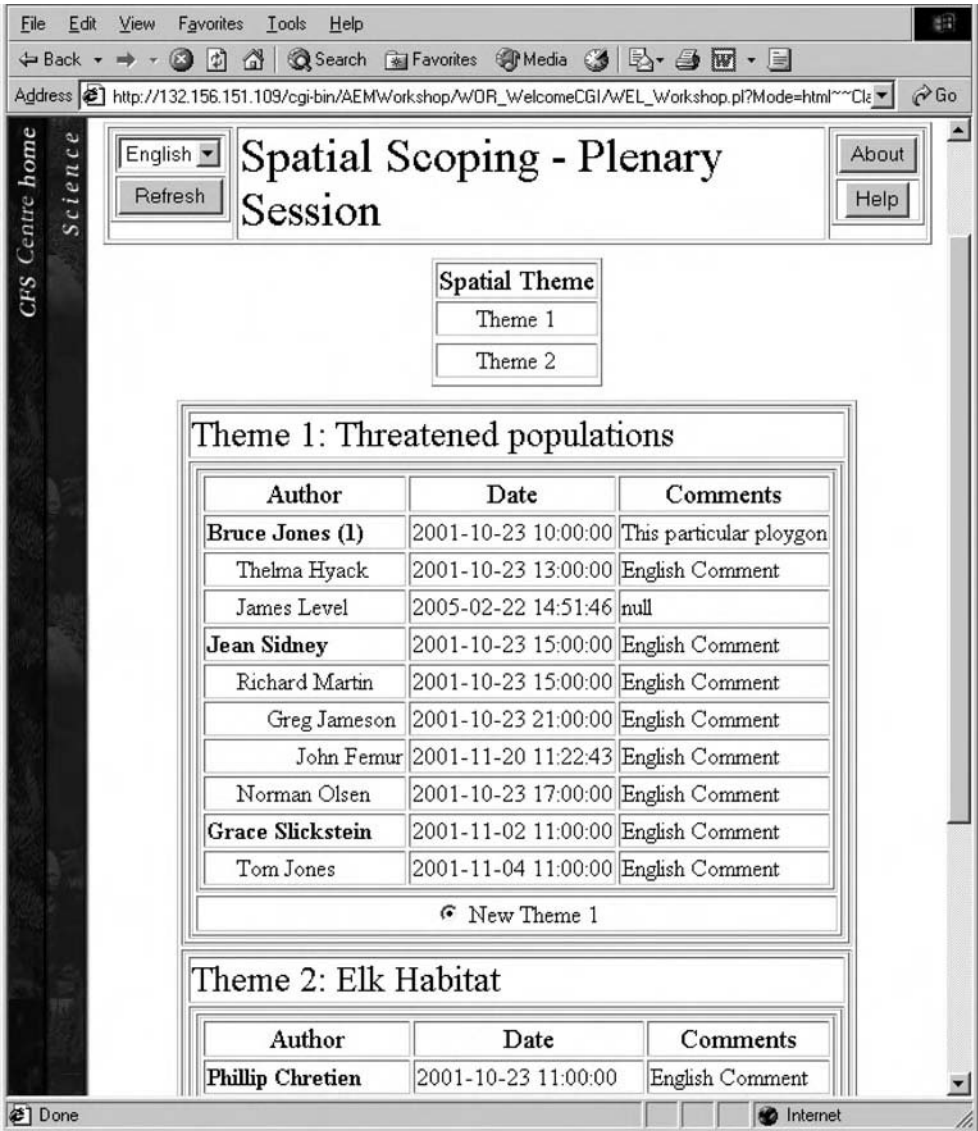 File Edit View Favorites Tools Help
Back Search Favorites Media
Address http://132.156.151.109/cgi-bin/AEMWorkshop/WOR_WelcomeCGI/WEL_Workshop.pl?Mode=html~~Cla Go
CFS Centre home
Science
English
Refresh
Spatial Scoping - Plenary
Session
About
Help
Spatial Theme
Theme 1
Theme 2
Theme 1: Threatened populations
Author Date Comments
Bruce Jones (1) 2001-10-23 10:00:00 This particular ploygon
Thelma Hyack 2001-10-23 13:00:00 English Comment
James Level 2005-02-22 14:51:46 null
Jean Sidney 2001-10-23 15:00:00 English Comment
Richard Martin 2001-10-23 15:00:00 English Comment
Greg Jameson 2001-10-23 21:00:00 English Comment
John Femur 2001-11-20 11:22:43 English Comment
Norman Olsen 2001-10-23 17:00:00 English Comment
Grace Slickstein 2001-11-02 11:00:00 English Comment
Tom Jones 2001-11-04 11:00:00 English Comment
New Theme 1
Theme 2: Elk Habitat
Author Date Comments
Phillip Chretien 2001-10-23 11:00:00 English Comment
Done Internet